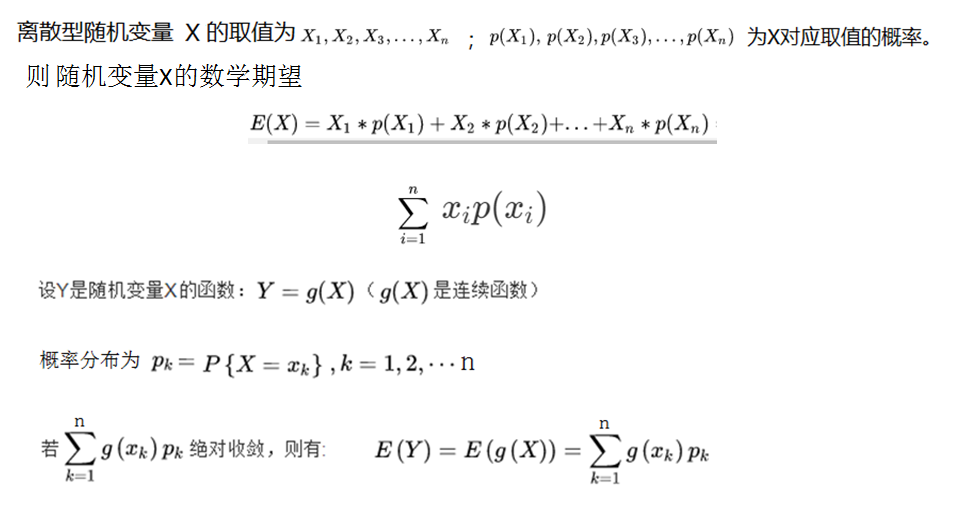 离散型随机变量 X 的取值为 X₁, X₂, X₃, . . . , Xₙ ; p(X₁), p(X₂), p(X₃), . . . , p(Xₙ) 为X对应取值的概率。
则 随机变量X的数学期望
E(X) = X₁ ∗ p(X₁) + X₂ ∗ p(X₂)+. . . +Xₙ ∗ p(Xₙ)
∑_{i=1}^{n} xᵢp(xᵢ)
设Y是随机变量X的函数：Y = g(X)（g(X)是连续函数）
概率分布为 pₖ = P{X = xₖ} , k = 1, 2, ⋯ n
若 ∑_{k=1}^{n} g(xₖ)pₖ 绝对收敛，则有: E(Y) = E(g(X)) = ∑_{k=1}^{n} g(xₖ)pₖ